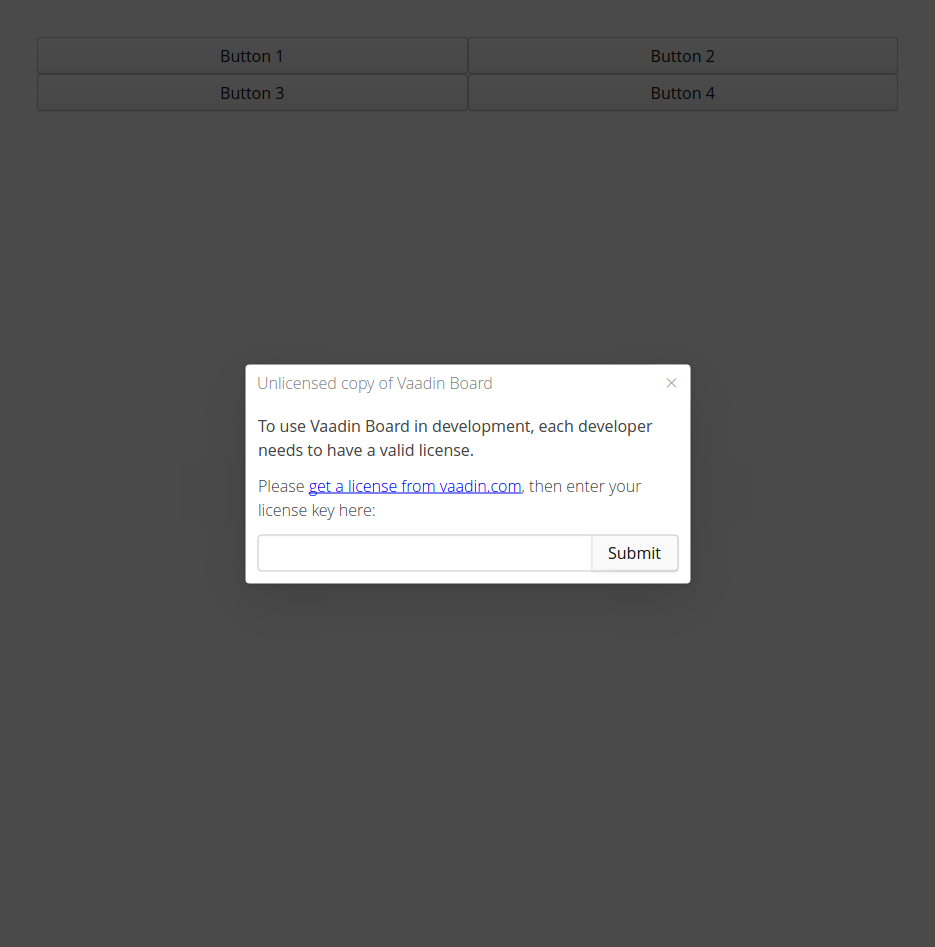 Button 1 Button 2
Button 3 Button 4
Unlicensed copy of Vaadin Board ×
To use Vaadin Board in development, each developer
needs to have a valid license.
Please get a license from vaadin.com, then enter your
license key here:
Submit